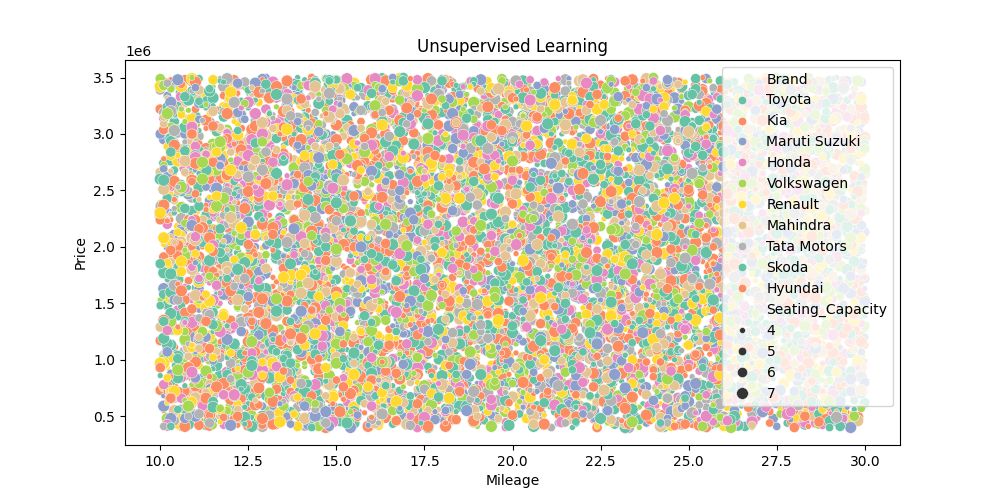 Unsupervised Learning
1e6
3.5
3.0
2.5
2.0
1.5
1.0
0.5
Price
Brand
Toyota
Kia
Maruti Suzuki
Honda
Volkswagen
Renault
Mahindra
Tata Motors
Skoda
Hyundai
Seating_Capacity
4
5
6
7
10.0 12.5 15.0 17.5 20.0 22.5 25.0 27.5 30.0
Mileage